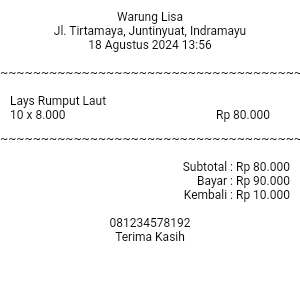 Warung Lisa
Jl. Tirtamaya, Juntinyuat, Indramayu
18 Agustus 2024 13:56
~~~~~~~~~~~~~~~~~~~~~~~~~~~~~~~~~~~~~
Lays Rumput Laut
10 x 8.000 Rp 80.000
~~~~~~~~~~~~~~~~~~~~~~~~~~~~~~~~~~~~~
Subtotal : Rp 80.000
Bayar : Rp 90.000
Kembali : Rp 10.000
081234578192
Terima Kasih